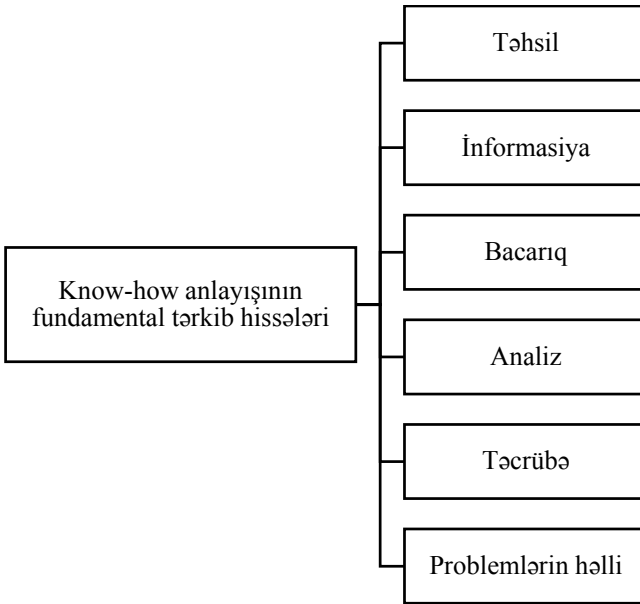 Təhsil
İnformasiya
Bacarıq
Know-how anlayışının
fundamental tərkib hissələri
Analiz
Təcrübə
Problemlərin həlli